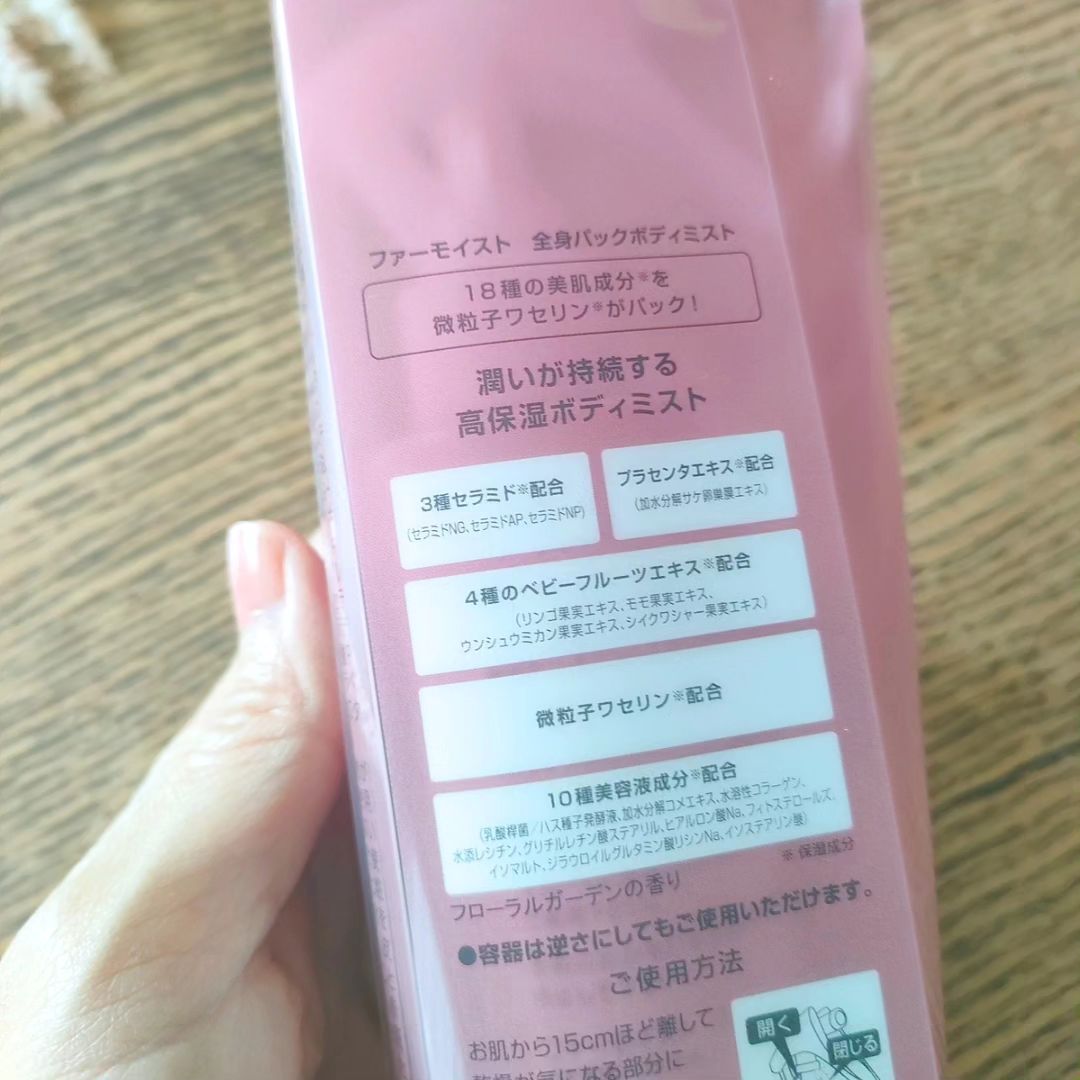 ファーモイスト 全身パックボディミスト
18種の美肌成分※を
微粒子ワセリン※がパック!
潤いが持続する
高保湿ボディミスト
3種セラミド※配合
(セラミドNG、セラミドAP、セラミドNP)
プラセンタエキス※配合
(加水分解サケ卵巣膜エキス)
4種のベビーフルーツエキス※配合
(リンゴ果実エキス、モモ果実エキス、
ウンシュウミカン果実エキス、シイクワシャー果実エキス)
微粒子ワセリン※配合
10種美容液成分※配合
(乳酸桿菌/ハス種子発酵液、加水分解コメエキス、水溶性コラーゲン、
水添レシチン、グリチルレチン酸ステアリル、ヒアルロン酸Na、フィトステロールズ、
イソマルト、ジラウロイルグルタミン酸リシンNa、イソステアリン酸)
※ 保湿成分
フローラルガーデンの香り
●容器は逆さにしてもご使用いただけます。
ご使用方法
お肌から15cmほど離して
乾燥が気になる部分に
開く
閉じる